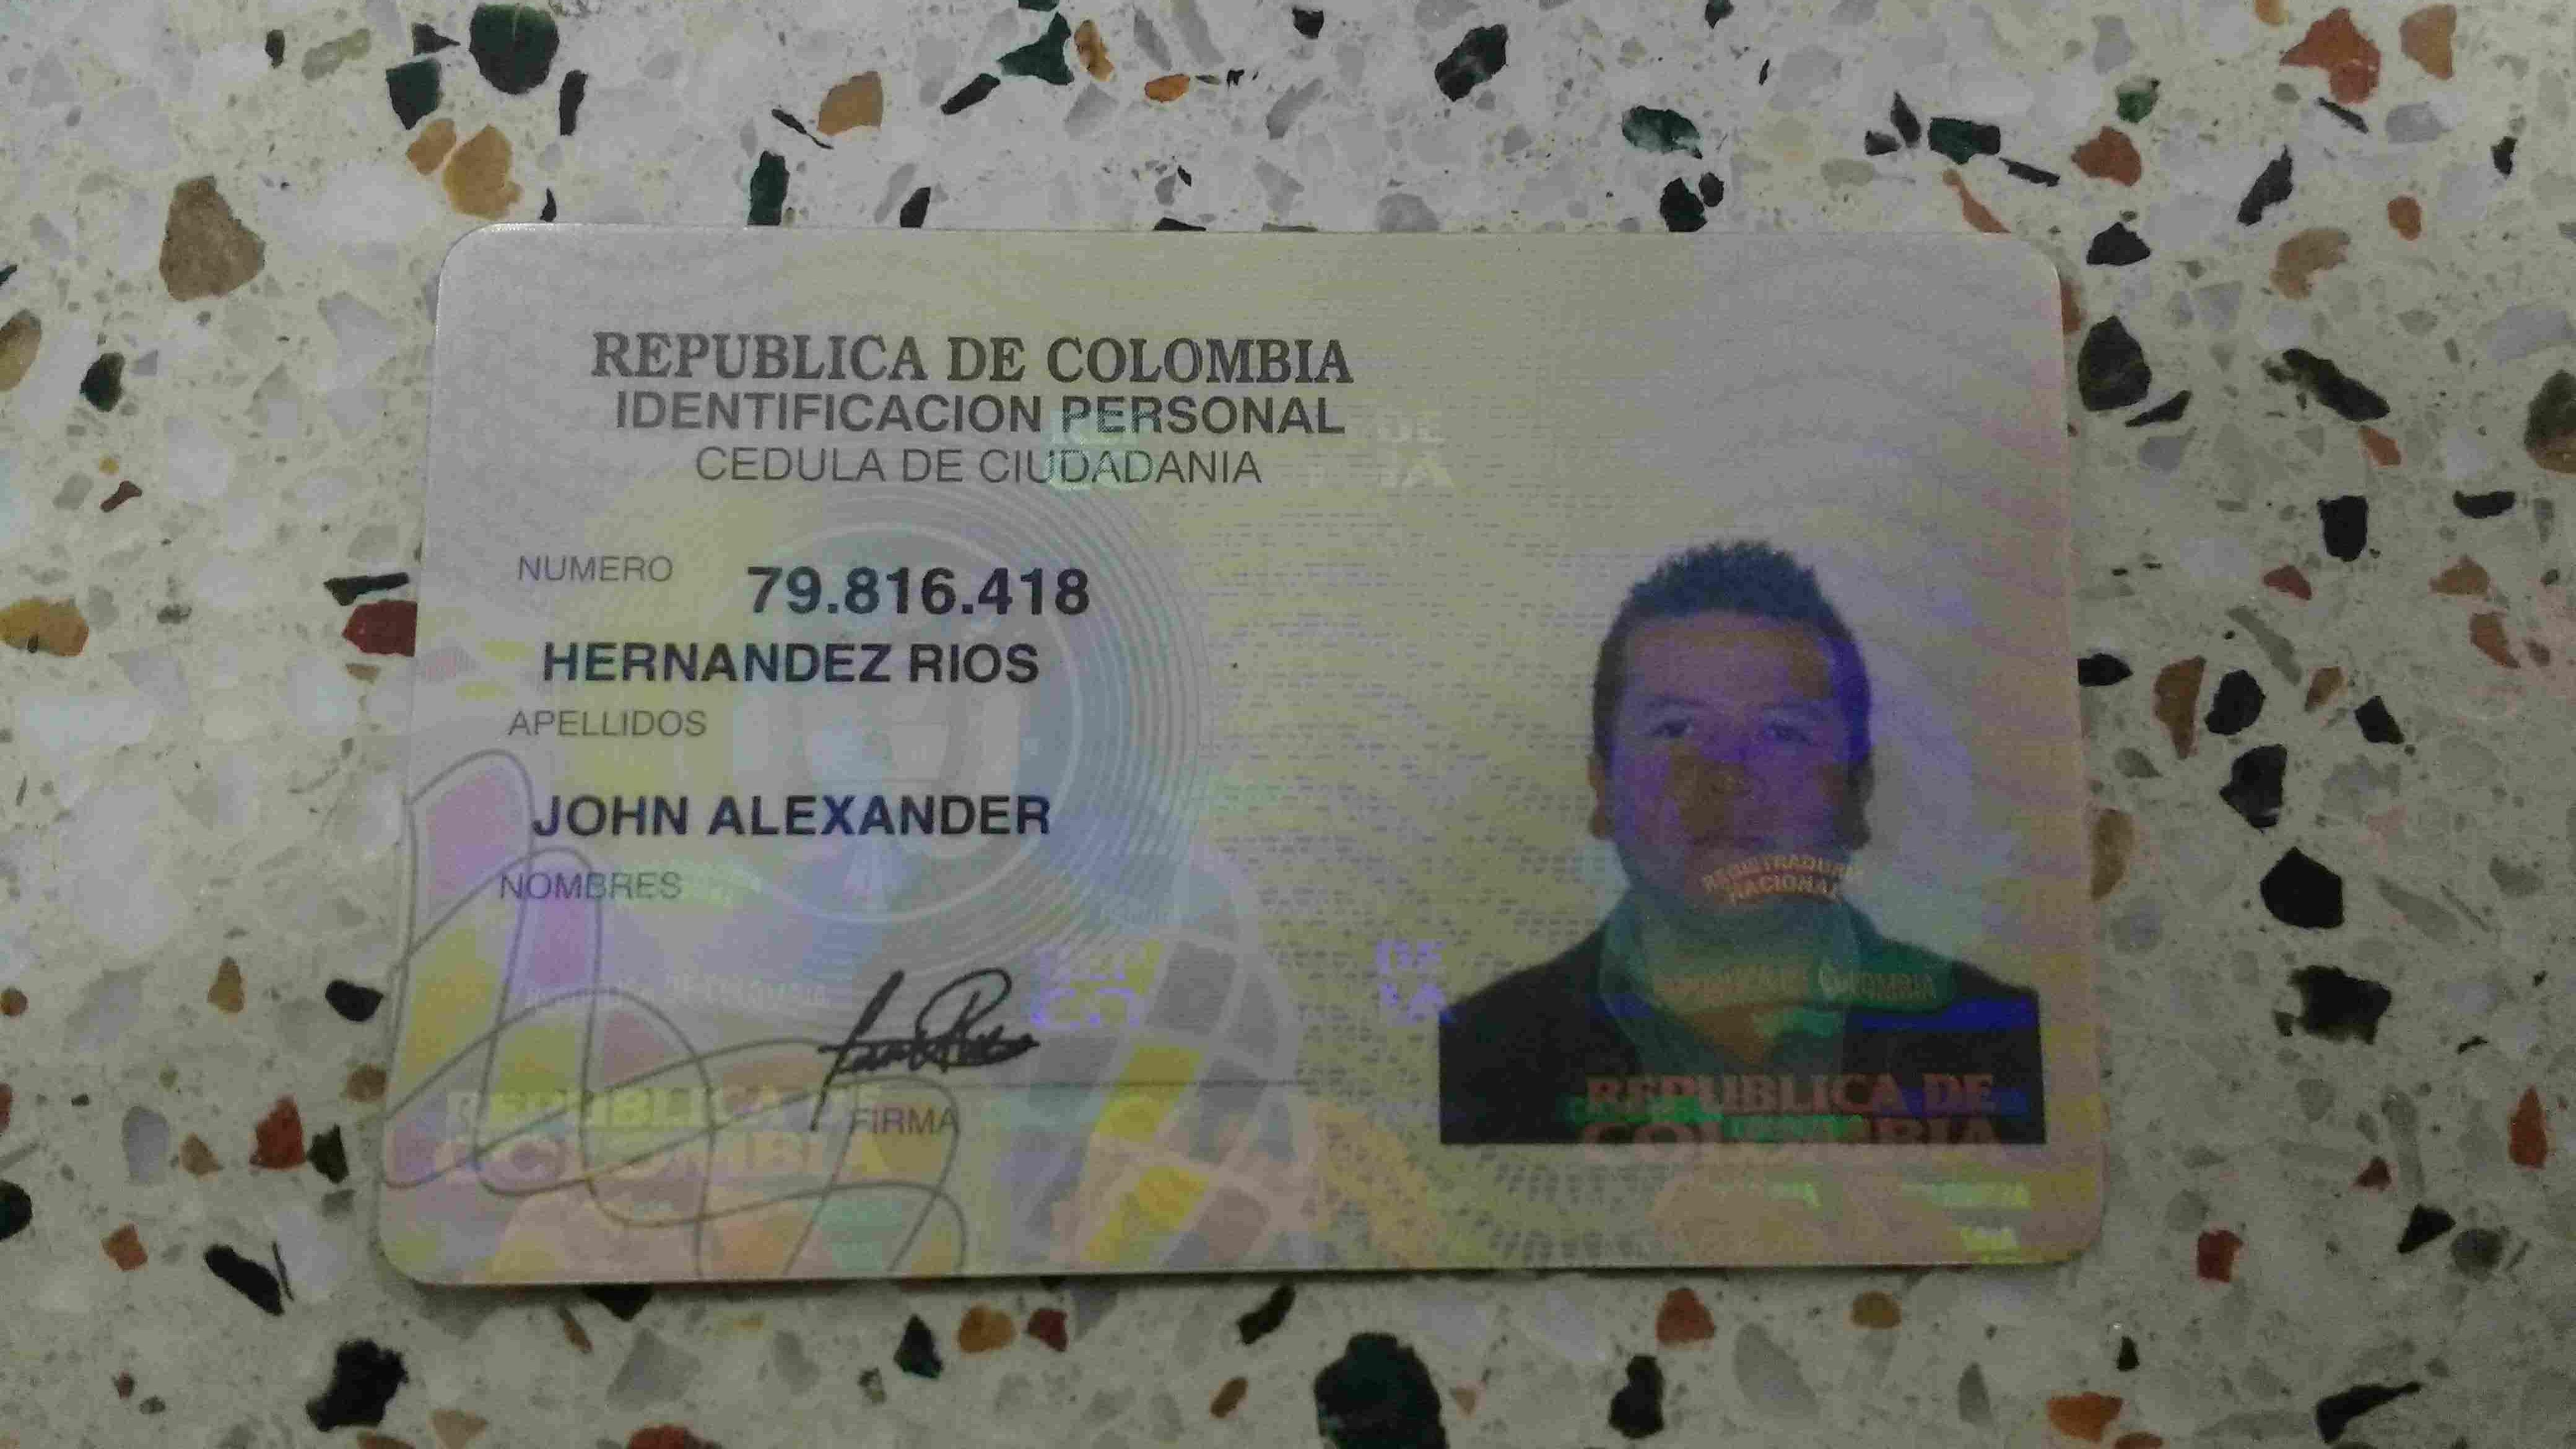 REPUBLICA DE COLOMBIA
IDENTIFICACION PERSONAL
CEDULA DE CIUDADANIA
NUMERO 79.816.418
HERNANDEZ RIOS
APELLIDOS
JOHN ALEXANDER
NOMBRES
FIRMA
REPUBLICA DE
COLOMBIA
REGISTRADURIA
NACIONAL
REPUBLICA DE COLOMBIA
REPUBLICA DE
COLOMBIA